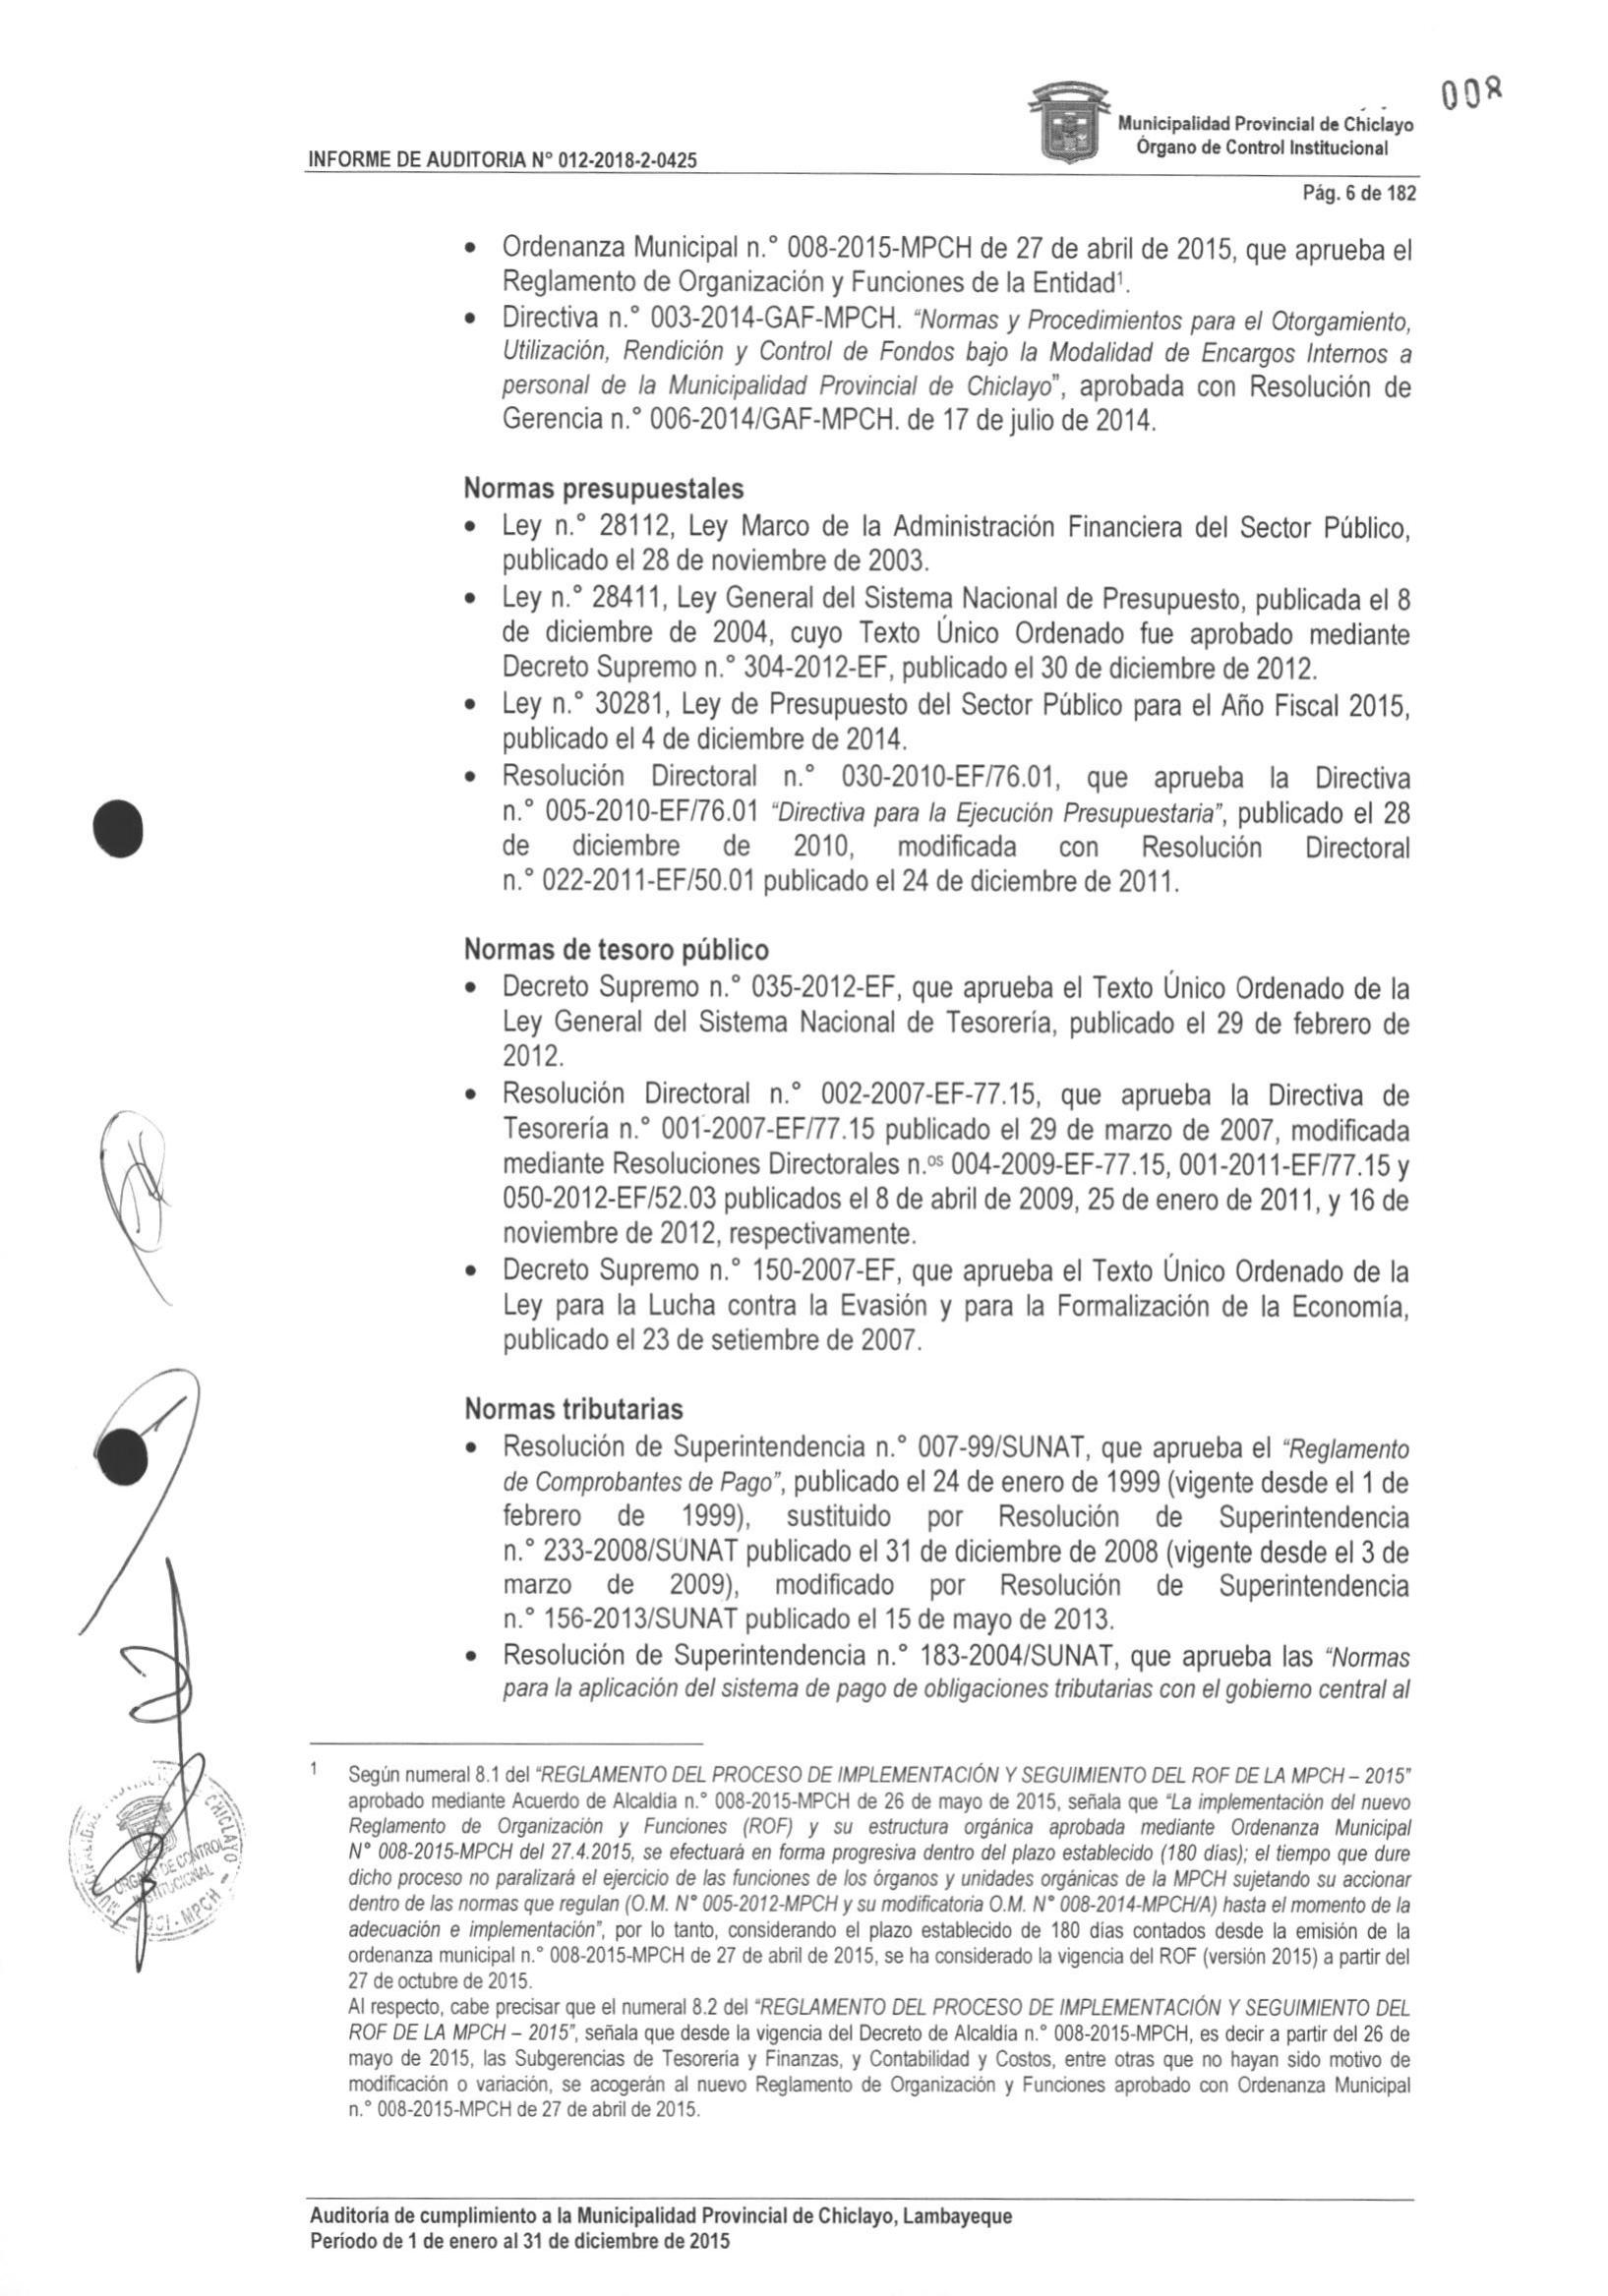 008
Municipalidad Provincial de Chiclayo
Órgano de Control Institucional
INFORME DE AUDITORIA N° 012-2018-2-0425
Pág. 6 de 182
• Ordenanza Municipal n.° 008-2015-MPCH de 27 de abril de 2015, que aprueba el
Reglamento de Organización y Funciones de la Entidad¹.
• Directiva n.° 003-2014-GAF-MPCH. “Normas y Procedimientos para el Otorgamiento,
Utilización, Rendición y Control de Fondos bajo la Modalidad de Encargos Internos a
personal de la Municipalidad Provincial de Chiclayo”, aprobada con Resolución de
Gerencia n.° 006-2014/GAF-MPCH. de 17 de julio de 2014.
Normas presupuestales
• Ley n.° 28112, Ley Marco de la Administración Financiera del Sector Público,
publicado el 28 de noviembre de 2003.
• Ley n.° 28411, Ley General del Sistema Nacional de Presupuesto, publicada el 8
de diciembre de 2004, cuyo Texto Único Ordenado fue aprobado mediante
Decreto Supremo n.° 304-2012-EF, publicado el 30 de diciembre de 2012.
• Ley n.° 30281, Ley de Presupuesto del Sector Público para el Año Fiscal 2015,
publicado el 4 de diciembre de 2014.
• Resolución Directoral n.° 030-2010-EF/76.01, que aprueba la Directiva
n.° 005-2010-EF/76.01 “Directiva para la Ejecución Presupuestaria”, publicado el 28
de diciembre de 2010, modificada con Resolución Directoral
n.° 022-2011-EF/50.01 publicado el 24 de diciembre de 2011.
Normas de tesoro público
• Decreto Supremo n.° 035-2012-EF, que aprueba el Texto Único Ordenado de la
Ley General del Sistema Nacional de Tesorería, publicado el 29 de febrero de
2012.
• Resolución Directoral n.° 002-2007-EF-77.15, que aprueba la Directiva de
Tesorería n.° 001-2007-EF/77.15 publicado el 29 de marzo de 2007, modificada
mediante Resoluciones Directorales n.ºˢ 004-2009-EF-77.15, 001-2011-EF/77.15 y
050-2012-EF/52.03 publicados el 8 de abril de 2009, 25 de enero de 2011, y 16 de
noviembre de 2012, respectivamente.
• Decreto Supremo n.° 150-2007-EF, que aprueba el Texto Único Ordenado de la
Ley para la Lucha contra la Evasión y para la Formalización de la Economía,
publicado el 23 de setiembre de 2007.
Normas tributarias
• Resolución de Superintendencia n.° 007-99/SUNAT, que aprueba el “Reglamento
de Comprobantes de Pago”, publicado el 24 de enero de 1999 (vigente desde el 1 de
febrero de 1999), sustituido por Resolución de Superintendencia
n.° 233-2008/SUNAT publicado el 31 de diciembre de 2008 (vigente desde el 3 de
marzo de 2009), modificado por Resolución de Superintendencia
n.° 156-2013/SUNAT publicado el 15 de mayo de 2013.
• Resolución de Superintendencia n.° 183-2004/SUNAT, que aprueba las “Normas
para la aplicación del sistema de pago de obligaciones tributarias con el gobierno central al
1 Según numeral 8.1 del “REGLAMENTO DEL PROCESO DE IMPLEMENTACIÓN Y SEGUIMIENTO DEL ROF DE LA MPCH – 2015”
aprobado mediante Acuerdo de Alcaldía n.° 008-2015-MPCH de 26 de mayo de 2015, señala que “La implementación del nuevo
Reglamento de Organización y Funciones (ROF) y su estructura orgánica aprobada mediante Ordenanza Municipal
N° 008-2015-MPCH del 27.4.2015, se efectuará en forma progresiva dentro del plazo establecido (180 días); el tiempo que dure
dicho proceso no paralizará el ejercicio de las funciones de los órganos y unidades orgánicas de la MPCH sujetando su accionar
dentro de las normas que regulan (O.M. N° 005-2012-MPCH y su modificatoria O.M. N° 008-2014-MPCH/A) hasta el momento de la
adecuación e implementación”, por lo tanto, considerando el plazo establecido de 180 días contados desde la emisión de la
ordenanza municipal n.° 008-2015-MPCH de 27 de abril de 2015, se ha considerado la vigencia del ROF (versión 2015) a partir del
27 de octubre de 2015.
Al respecto, cabe precisar que el numeral 8.2 del “REGLAMENTO DEL PROCESO DE IMPLEMENTACIÓN Y SEGUIMIENTO DEL
ROF DE LA MPCH – 2015”, señala que desde la vigencia del Decreto de Alcaldía n.° 008-2015-MPCH, es decir a partir del 26 de
mayo de 2015, las Subgerencias de Tesorería y Finanzas, y Contabilidad y Costos, entre otras que no hayan sido motivo de
modificación o variación, se acogerán al nuevo Reglamento de Organización y Funciones aprobado con Ordenanza Municipal
n.° 008-2015-MPCH de 27 de abril de 2015.
CHICLAYO
ORGANO DE CONTROL
INSTITUCIONAL
OCI - MPCH
Auditoría de cumplimiento a la Municipalidad Provincial de Chiclayo, Lambayeque
Período de 1 de enero al 31 de diciembre de 2015